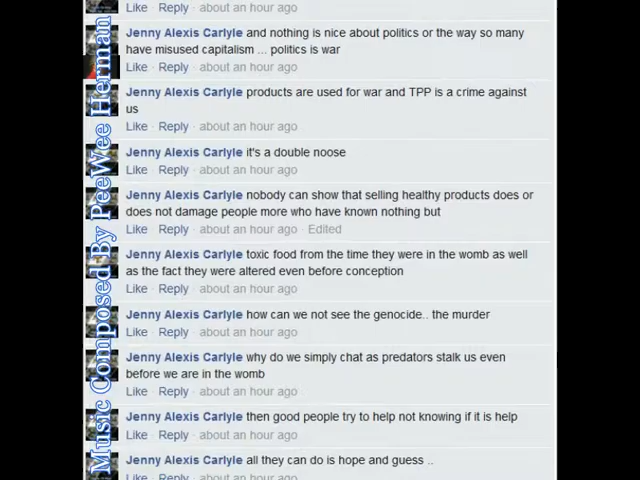 Like · Reply · about an hour ago
Jenny Alexis Carlyle and nothing is nice about politics or the way so many
have misused capitalism ... politics is war
Like · Reply · about an hour ago
Jenny Alexis Carlyle products are used for war and TPP is a crime against
us
Like · Reply · about an hour ago
Jenny Alexis Carlyle it's a double noose
Like · Reply · about an hour ago
Jenny Alexis Carlyle nobody can show that selling healthy products does or
does not damage people more who have known nothing but
Like · Reply · about an hour ago · Edited
Jenny Alexis Carlyle toxic food from the time they were in the womb as well
as the fact they were altered even before conception
Like · Reply · about an hour ago
Jenny Alexis Carlyle how can we not see the genocide.. the murder
Like · Reply · about an hour ago
Jenny Alexis Carlyle why do we simply chat as predators stalk us even
before we are in the womb
Like · Reply · about an hour ago
Jenny Alexis Carlyle then good people try to help not knowing if it is help
Like · Reply · about an hour ago
Jenny Alexis Carlyle all they can do is hope and guess ..
Music Composed By PeeWee Herman